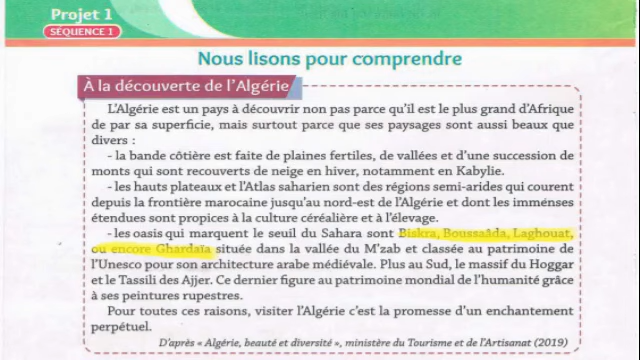 Projet 1
SÉQUENCE 1
Nous lisons pour comprendre
À la découverte de l'Algérie
L'Algérie est un pays à découvrir non pas parce qu'il est le plus grand d'Afrique
de par sa superficie, mais surtout parce que ses paysages sont aussi beaux que
divers :
- la bande côtière est faite de plaines fertiles, de vallées et d'une succession de
monts qui sont recouverts de neige en hiver, notamment en Kabylie.
- les hauts plateaux et l'Atlas saharien sont des régions semi-arides qui courent
depuis la frontière marocaine jusqu'au nord-est de l'Algérie et dont les immenses
étendues sont propices à la culture céréalière et à l'élevage.
- les oasis qui marquent le seuil du Sahara sont Biskra, Boussaâda, Laghouat,
ou encore Ghardaïa située dans la vallée du M'zab et classée au patrimoine de
l'Unesco pour son architecture arabe médiévale. Plus au Sud, le massif du Hoggar
et le Tassili des Ajjer. Ce dernier figure au patrimoine mondial de l'humanité grâce
à ses peintures rupestres.
Pour toutes ces raisons, visiter l'Algérie c'est la promesse d'un enchantement
perpétuel.
D'après « Algérie, beauté et diversité », ministère du Tourisme et de l'Artisanat (2019)